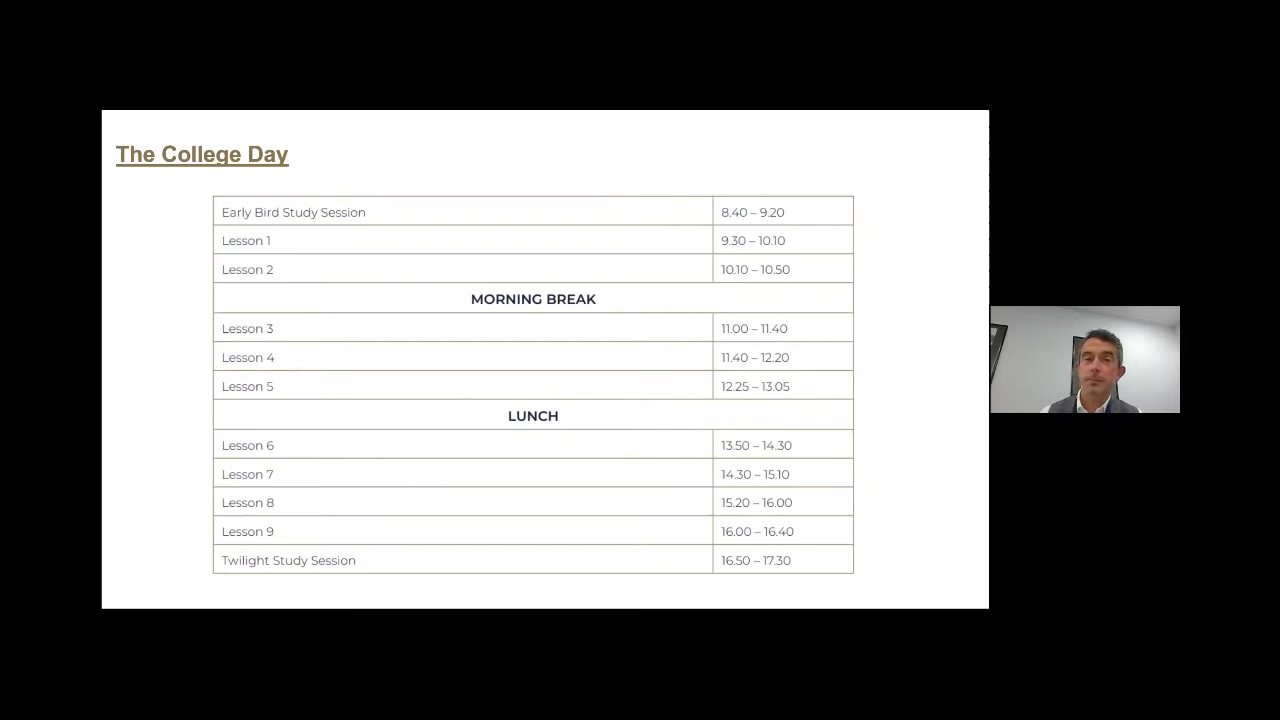 The College Day
Early Bird Study Session 8.40 – 9.20
Lesson 1 9.30 – 10.10
Lesson 2 10.10 – 10.50
MORNING BREAK
Lesson 3 11.00 – 11.40
Lesson 4 11.40 – 12.20
Lesson 5 12.25 – 13.05
LUNCH
Lesson 6 13.50 – 14.30
Lesson 7 14.30 – 15.10
Lesson 8 15.20 – 16.00
Lesson 9 16.00 – 16.40
Twilight Study Session 16.50 – 17.30